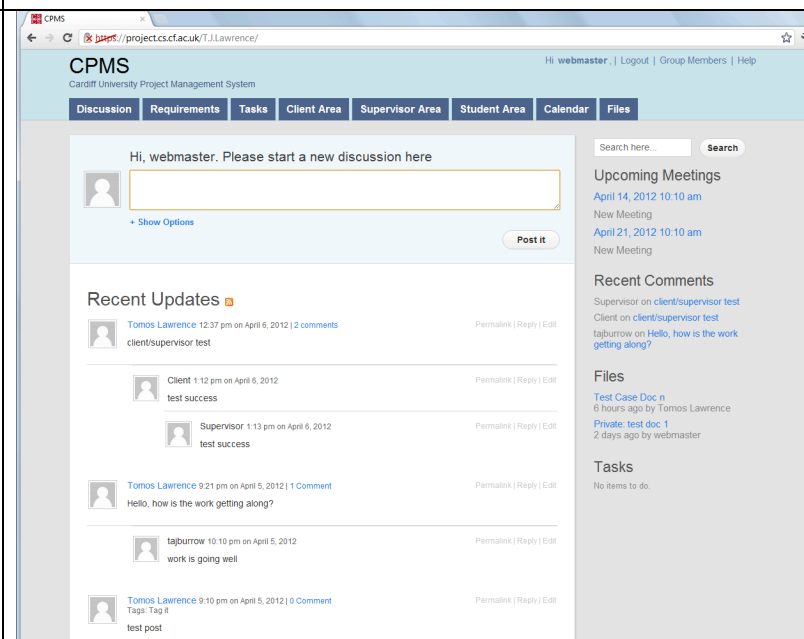 CPMS
https://project.cs.cf.ac.uk/T.J.Lawrence/
CPMS
Cardiff University Project Management System
Hi webmaster, | Logout | Group Members | Help
Discussion Requirements Tasks Client Area Supervisor Area Student Area Calendar Files
Hi, webmaster. Please start a new discussion here
+ Show Options
Post it
Recent Updates
Tomos Lawrence 12:37 pm on April 6, 2012 | 2 comments
Permalink | Reply | Edit
client/supervisor test
Client 1:12 pm on April 6, 2012
Permalink | Reply | Edit
test success
Supervisor 1:13 pm on April 6, 2012
Permalink | Reply | Edit
test success
Tomos Lawrence 9:21 pm on April 5, 2012 | 1 Comment
Permalink | Reply | Edit
Hello, how is the work getting along?
tajburrow 10:10 pm on April 5, 2012
Permalink | Reply | Edit
work is going well
Tomos Lawrence 9:10 pm on April 5, 2012 | 0 Comment
Permalink | Reply | Edit
Tags: Tag it
test post
Search here...
Search
Upcoming Meetings
April 14, 2012 10:10 am
New Meeting
April 21, 2012 10:10 am
New Meeting
Recent Comments
Supervisor on client/supervisor test
Client on client/supervisor test
tajburrow on Hello, how is the work
getting along?
Files
Test Case Doc n
6 hours ago by Tomos Lawrence
Private: test doc 1
2 days ago by webmaster
Tasks
No items to do.